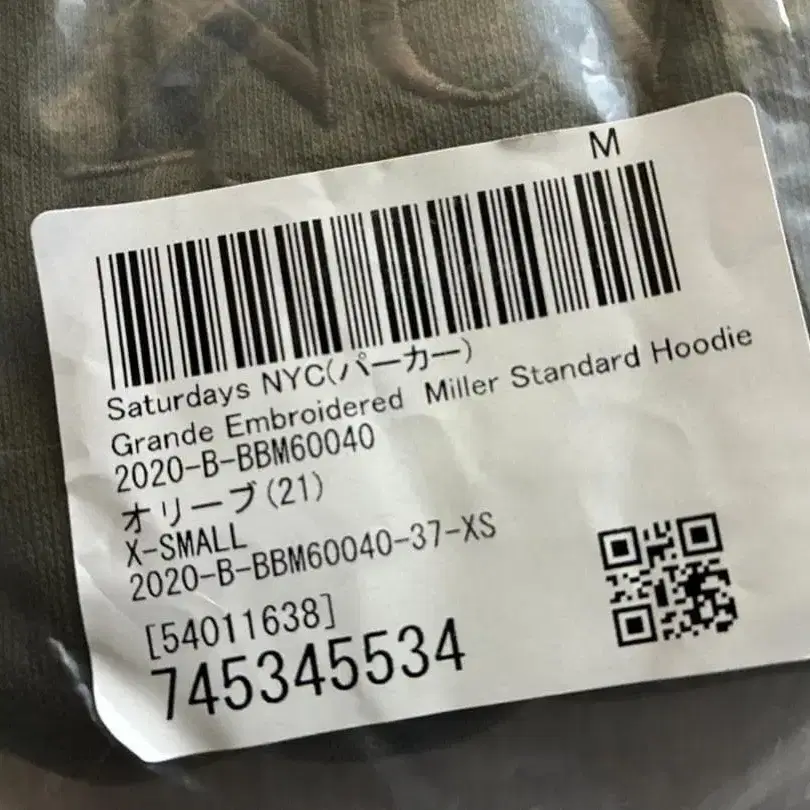 M
Saturdays NYC(パーカー)
Grande Embroidered Miller Standard Hoodie
2020-B-BBM60040
オリーブ(21)
X-SMALL
2020-B-BBM60040-37-XS
[54011638]
745345534